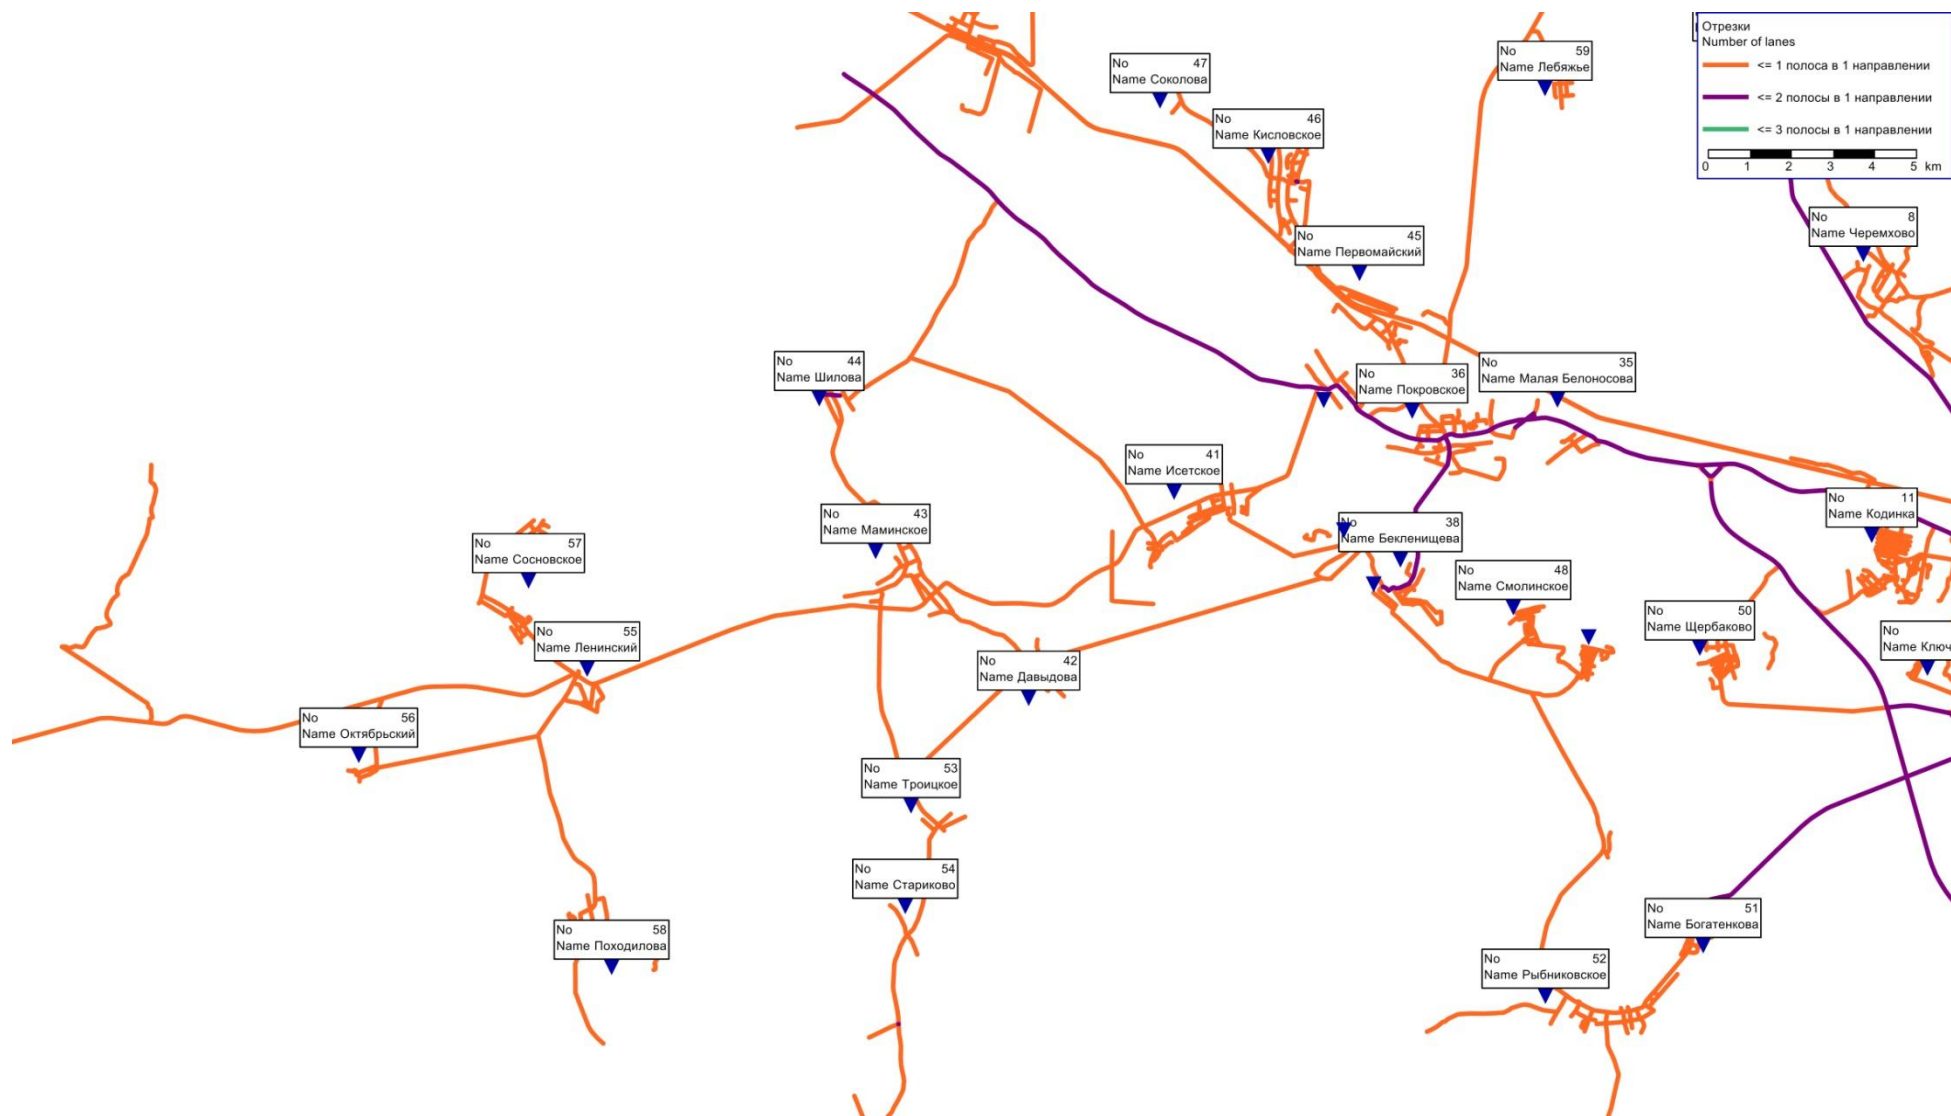 Отрезки
Number of lanes
<= 1 полоса в 1 направлении
<= 2 полосы в 1 направлении
<= 3 полосы в 1 направлении
0 1 2 3 4 5 km
No 59
Name Лебяжье
No 47
Name Соколова
No 46
Name Кисловское
No 8
Name Черемхово
No 45
Name Первомайский
No 44
Name Шилова
No 36
Name Покровское
No 35
Name Малая Белоносова
No 41
Name Исетское
No 11
Name Кодинка
No 43
Name Маминское
No 38
Name Бекленищева
No 57
Name Сосновское
No 48
Name Смолинское
No 50
Name Щербаково
No 55
Name Ленинский
No
Name Ключ
No 42
Name Давыдова
No 56
Name Октябрьский
No 53
Name Троицкое
No 54
Name Стариково
No 51
Name Богатенкова
No 58
Name Походилова
No 52
Name Рыбниковское